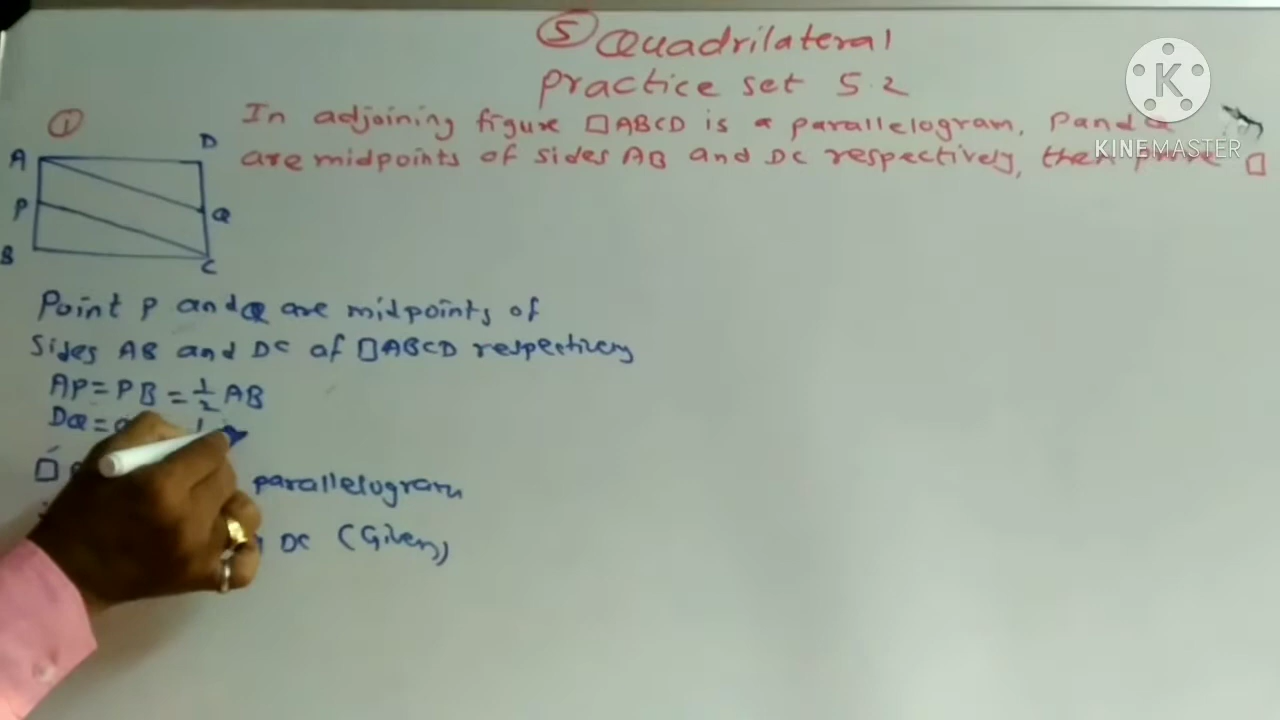 ⑤ Quadrilateral
Practice set 5.2
K
KINEMASTER
① In adjoining figure □ABCD is a parallelogram, P and Q
are midpoints of sides AB and DC respectively, then prove □
A
D
P
Q
B
C
Point P and Q are midpoints of
sides AB and DC of □ABCD respectively
AP = PB = 1/2 AB
DQ =
□ parallelogram
DC (Given)